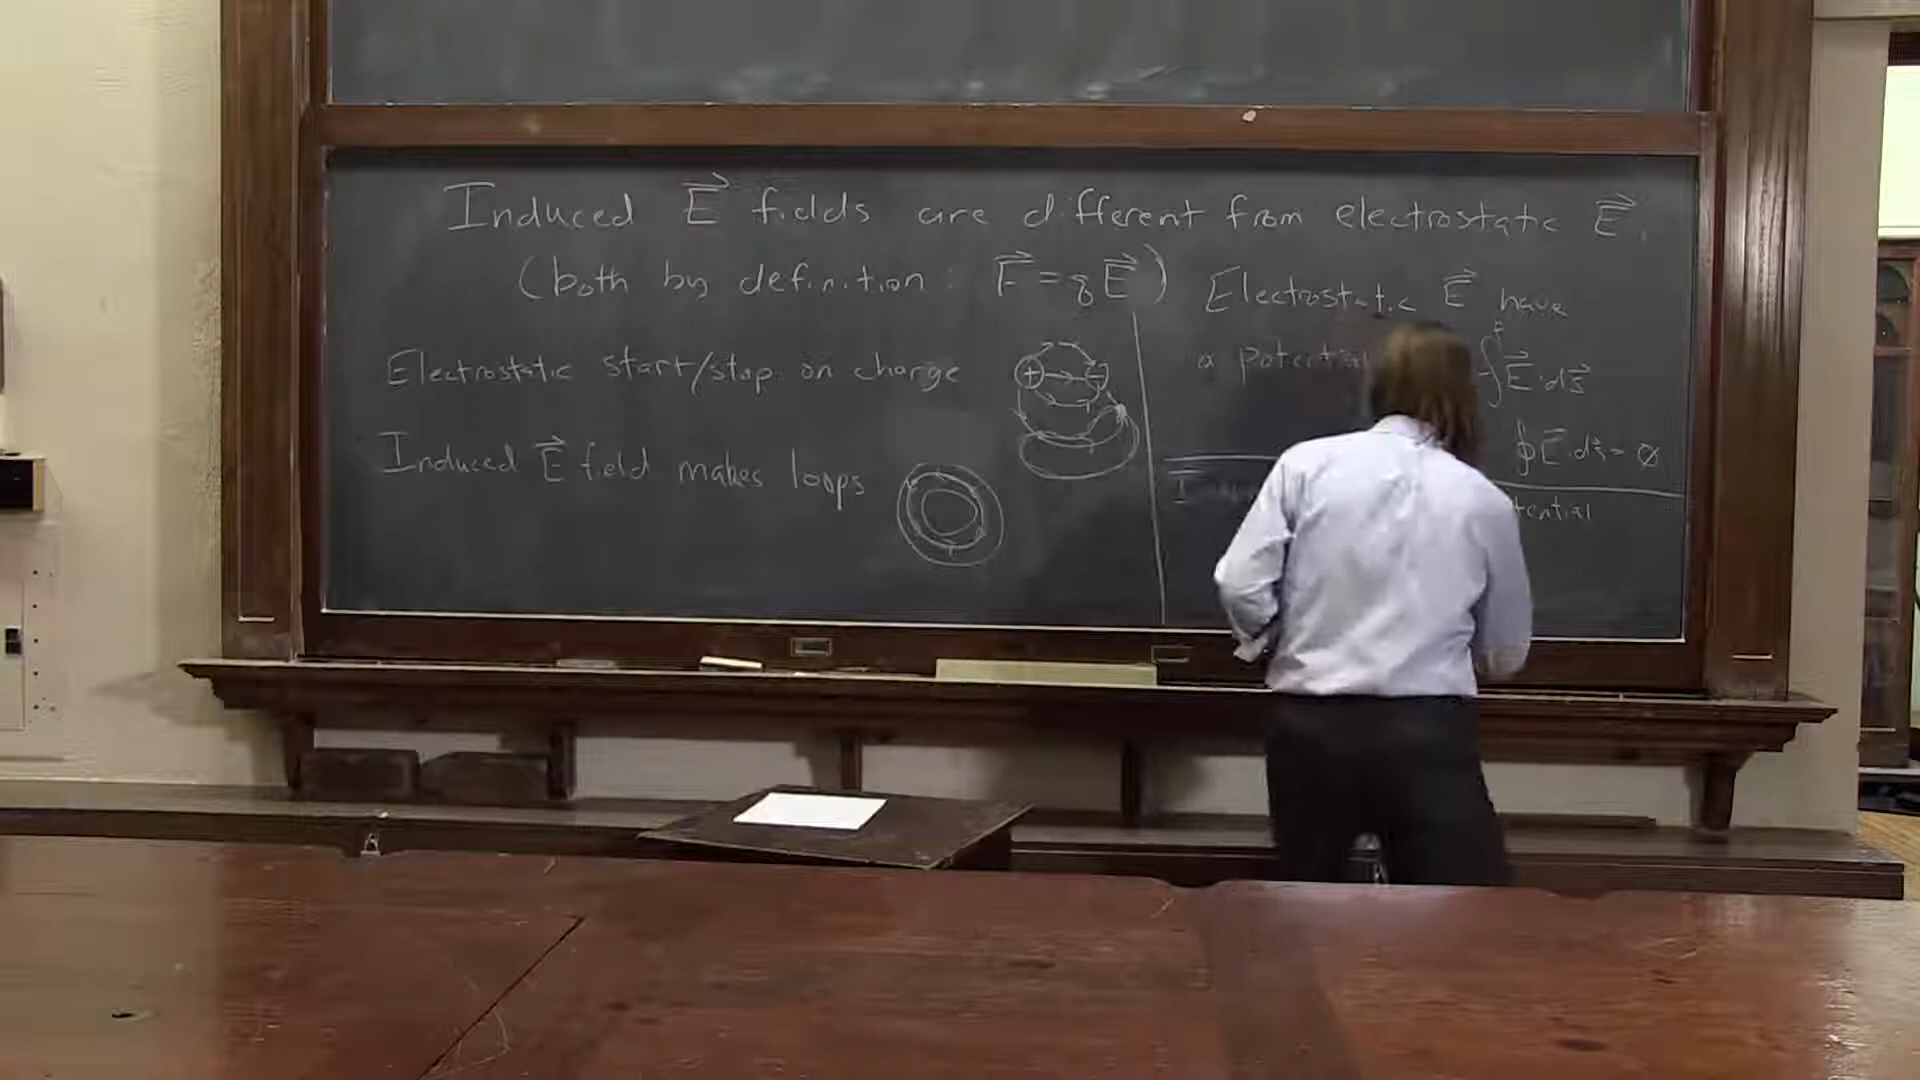 Induced E⃗ fields are different from electrostatic E⃗.
(both by definition: F⃗ = qE⃗)
Electrostatic start/stop on charge
+ −
Induced E⃗ field makes loops
Electrostatic E⃗ have
a potential
∫E⃗·ds⃗
∮E⃗·ds⃗ = ∅
tential